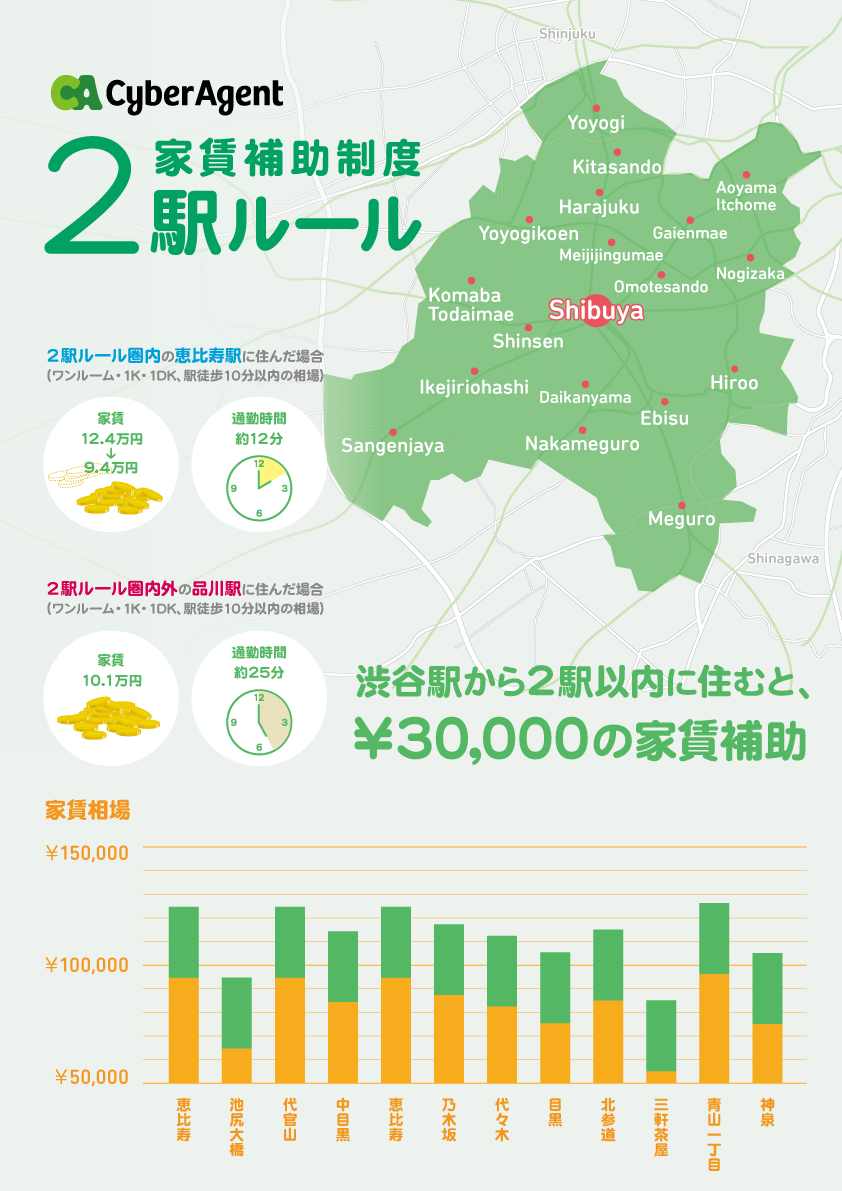 CA CyberAgent
2
家賃補助制度
駅ルール
Shinjuku
Yoyogi
Kitasando
Aoyama
Itchome
Harajuku
Yoyogikoen
Gaienmae
Meijijingumae
Nogizaka
Omotesando
Komaba
Todaimae
Shibuya
Shinsen
Ikejiriohashi
Hiroo
Daikanyama
Ebisu
Sangenjaya
Nakameguro
Meguro
Shinagawa
2駅ルール圏内の恵比寿駅に住んだ場合
(ワンルーム・1K・1DK、駅徒歩10分以内の相場)
家賃
12.4万円
↓
9.4万円
通勤時間
約12分
12
9
3
6
2駅ルール圏内外の品川駅に住んだ場合
(ワンルーム・1K・1DK、駅徒歩10分以内の相場)
家賃
10.1万円
通勤時間
約25分
12
9
3
6
渋谷駅から2駅以内に住むと、
¥30,000の家賃補助
家賃相場
¥150,000
¥100,000
¥50,000
恵比寿
池尻大橋
代官山
中目黒
恵比寿
乃木坂
代々木
目黒
北参道
三軒茶屋
青山一丁目
神泉